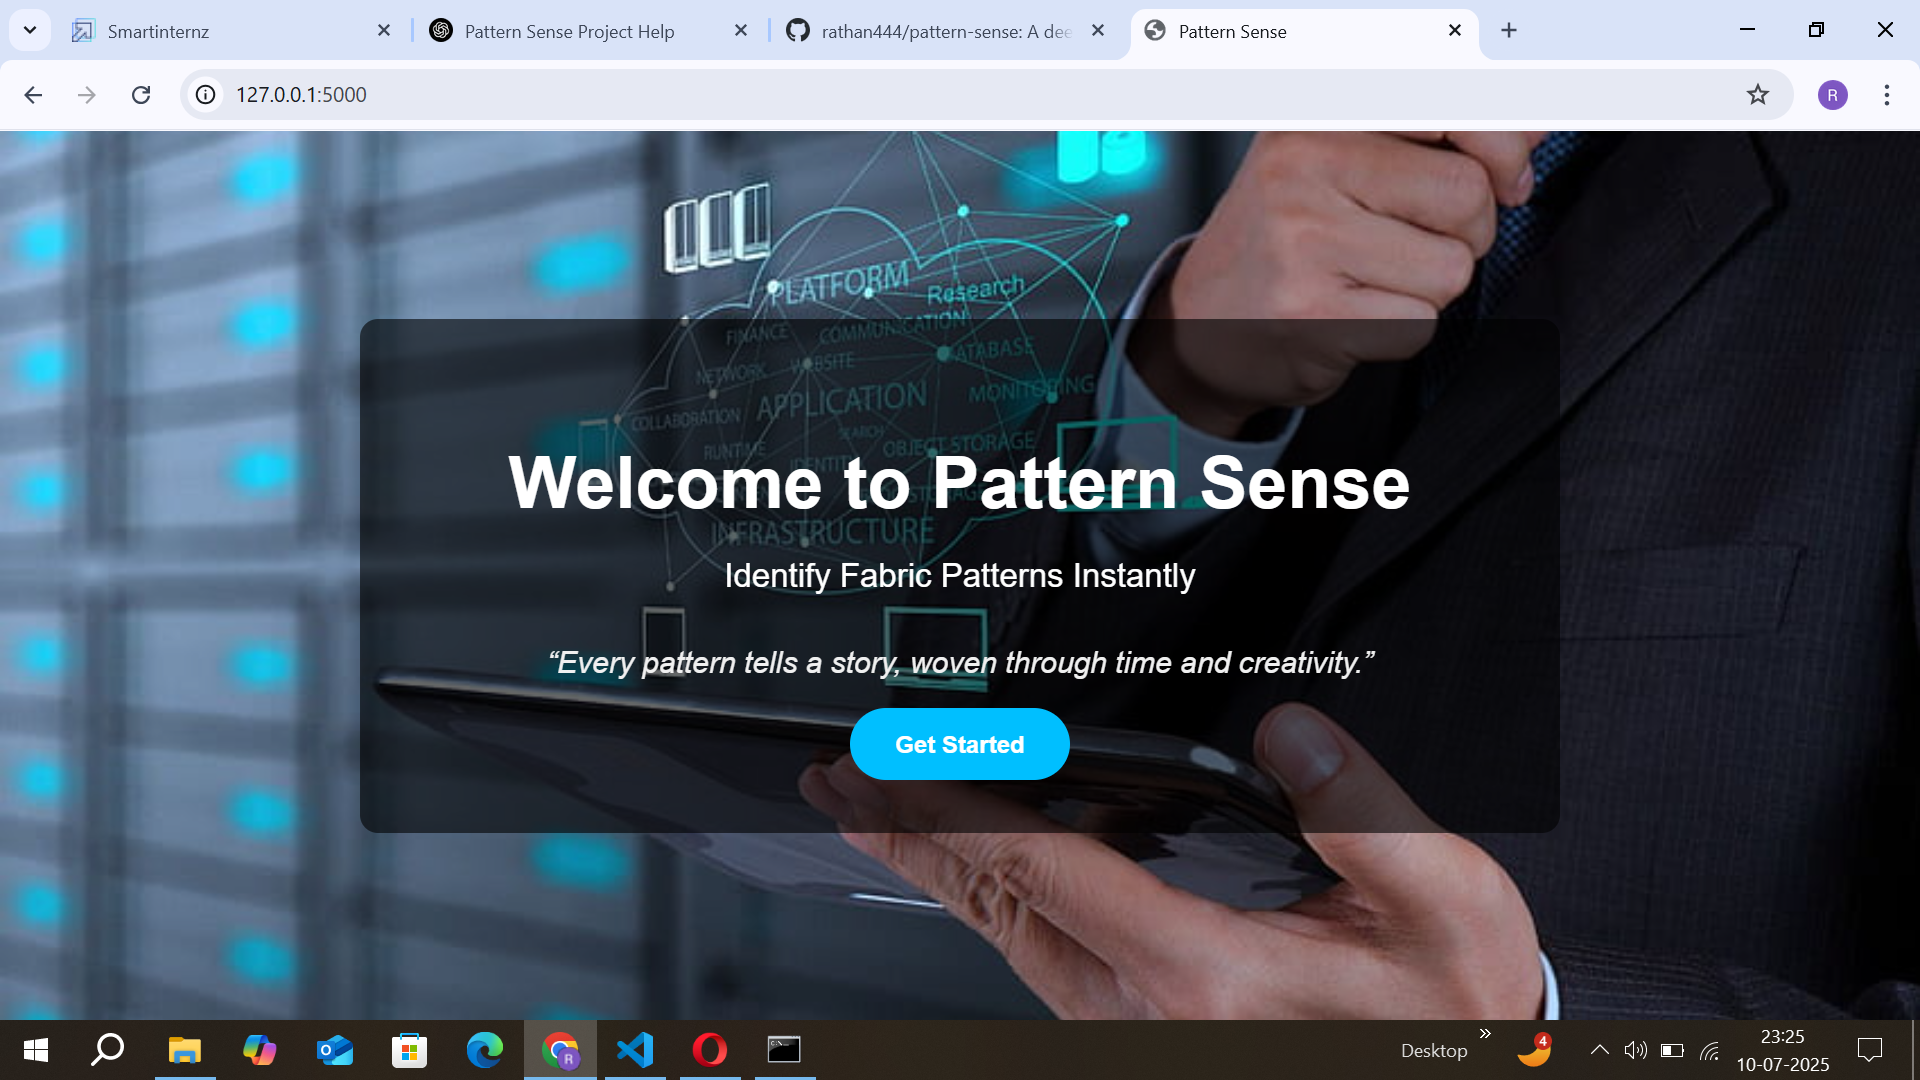 Smartinternz
Pattern Sense Project Help
rathan444/pattern-sense: A dee
Pattern Sense
127.0.0.1:5000
R
PLATFORM
Research
FINANCE
COMMUNICATION
NETWORK
WEBSITE
DATABASE
COLLABORATION
APPLICATION
MONITORING
SEARCH
RUNTIME
OBJECT STORAGE
Welcome to Pattern Sense
INFRASTRUCTURE
Identify Fabric Patterns Instantly
“Every pattern tells a story, woven through time and creativity.”
Get Started
Desktop
4
23:25
10-07-2025